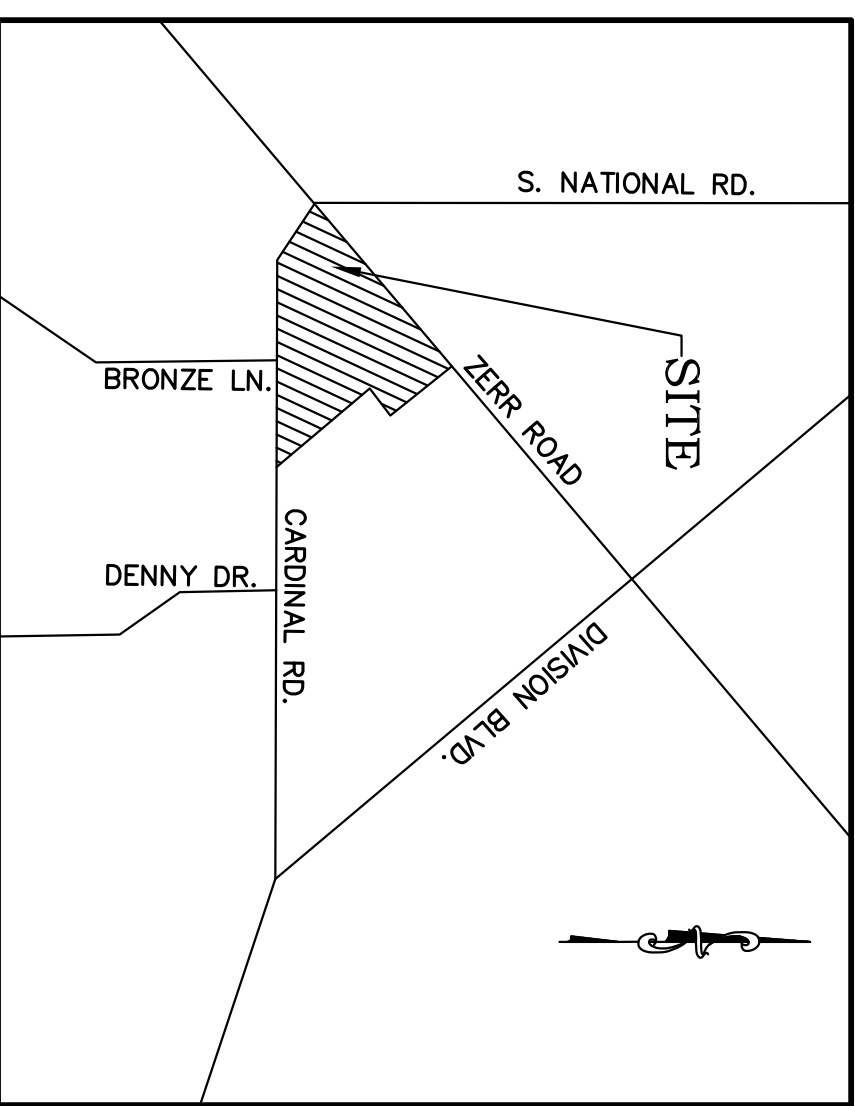 S. NATIONAL RD.
SITE
ZERR ROAD
BRONZE LN.
CARDINAL RD.
DENNY DR.
DIVISION BLVD.
N